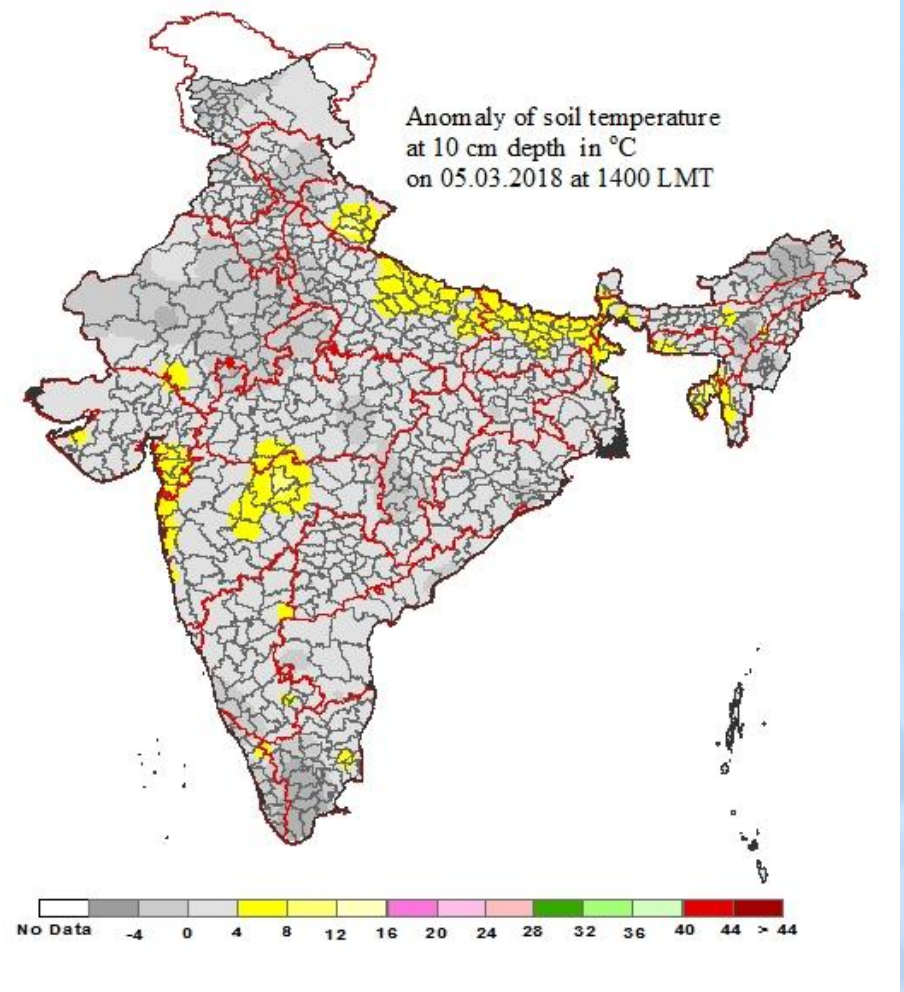 Anomaly of soil temperature
at 10 cm depth in °C
on 05.03.2018 at 1400 LMT
No Data -4 0 4 8 12 16 20 24 28 32 36 40 44 > 44